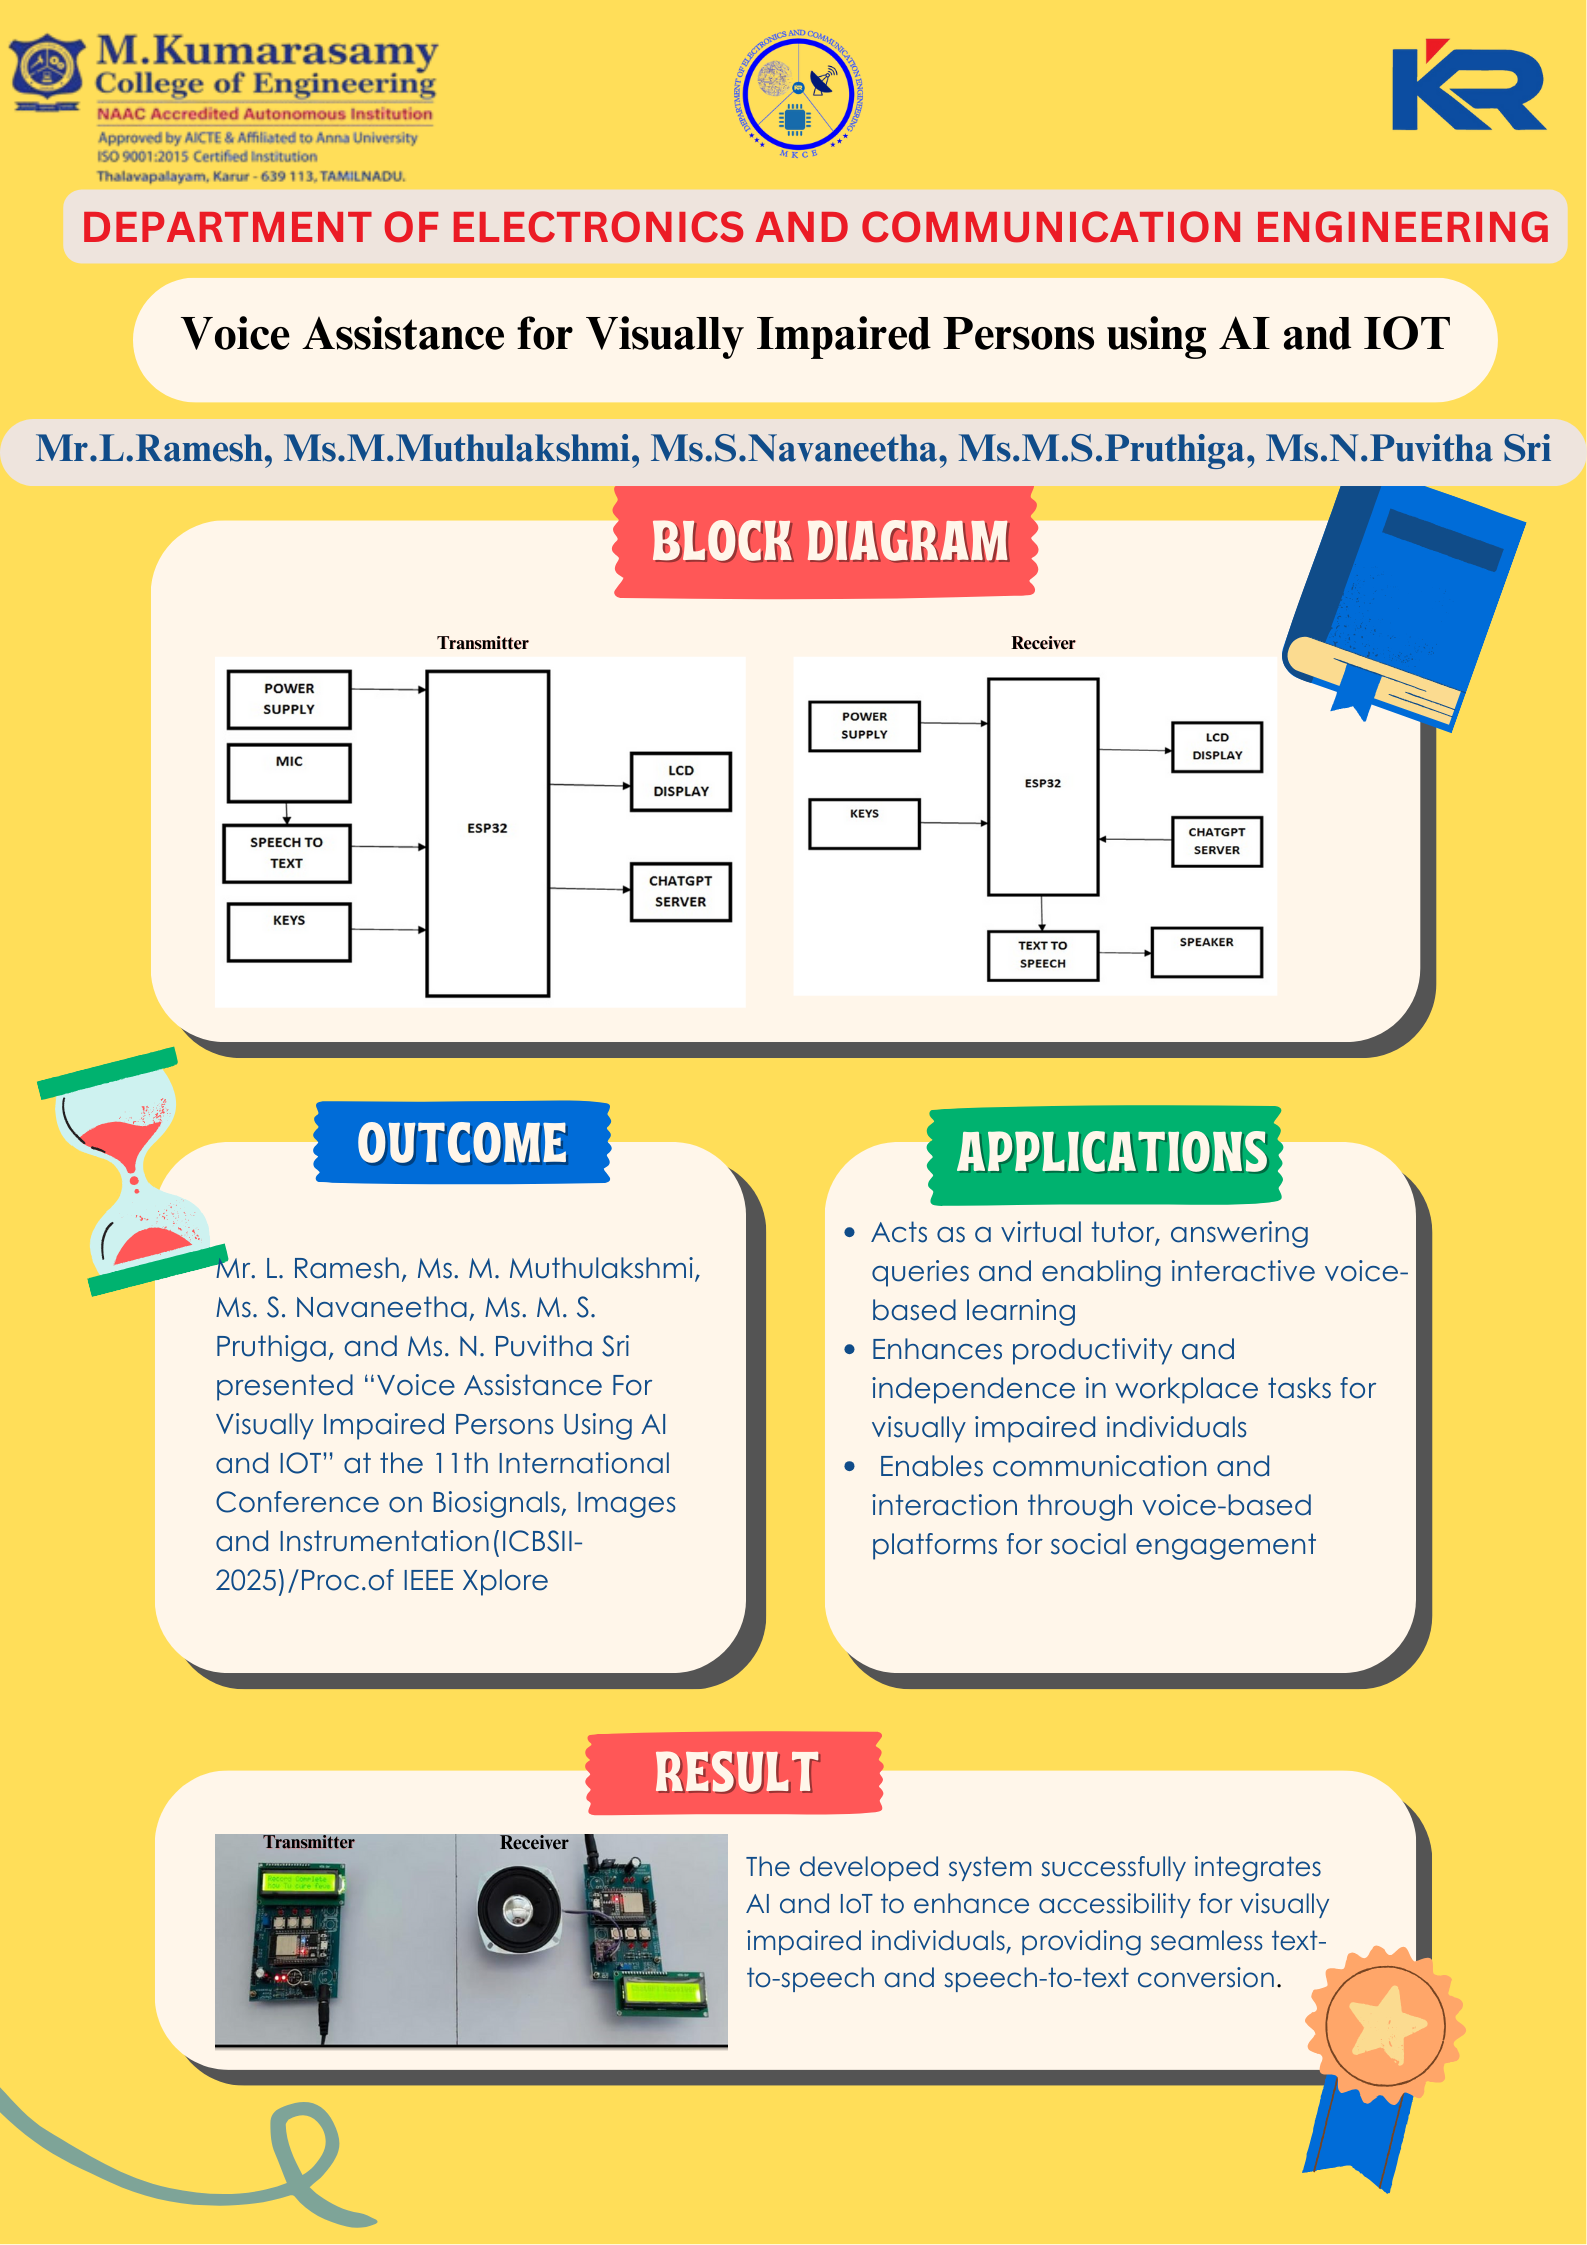 M.Kumarasamy
College of Engineering
NAAC Accredited Autonomous Institution
Approved by AICTE & Affiliated to Anna University
ISO 9001:2015 Certified Institution
Thalavapalayam, Karur - 639 113, TAMILNADU.
DEPARTMENT OF ELECTRONICS AND COMMUNICATION ENGINEERING
MKCE
KR
DEPARTMENT OF ELECTRONICS AND COMMUNICATION ENGINEERING
Voice Assistance for Visually Impaired Persons using AI and IOT
Mr.L.Ramesh, Ms.M.Muthulakshmi, Ms.S.Navaneetha, Ms.M.S.Pruthiga, Ms.N.Puvitha Sri
BLOCK DIAGRAM
Transmitter
POWER
SUPPLY
MIC
SPEECH TO
TEXT
KEYS
ESP32
LCD
DISPLAY
CHATGPT
SERVER
Receiver
POWER
SUPPLY
KEYS
ESP32
LCD
DISPLAY
CHATGPT
SERVER
TEXT TO
SPEECH
SPEAKER
OUTCOME
Mr. L. Ramesh, Ms. M. Muthulakshmi,
Ms. S. Navaneetha, Ms. M. S.
Pruthiga, and Ms. N. Puvitha Sri
presented “Voice Assistance For
Visually Impaired Persons Using AI
and IOT” at the 11th International
Conference on Biosignals, Images
and Instrumentation(ICBSII-
2025)/Proc.of IEEE Xplore
APPLICATIONS
• Acts as a virtual tutor, answering
queries and enabling interactive voice-
based learning
• Enhances productivity and
independence in workplace tasks for
visually impaired individuals
• Enables communication and
interaction through voice-based
platforms for social engagement
RESULT
Transmitter
Receiver
Record Complete
how To cure
The developed system successfully integrates
AI and IoT to enhance accessibility for visually
impaired individuals, providing seamless text-
to-speech and speech-to-text conversion.